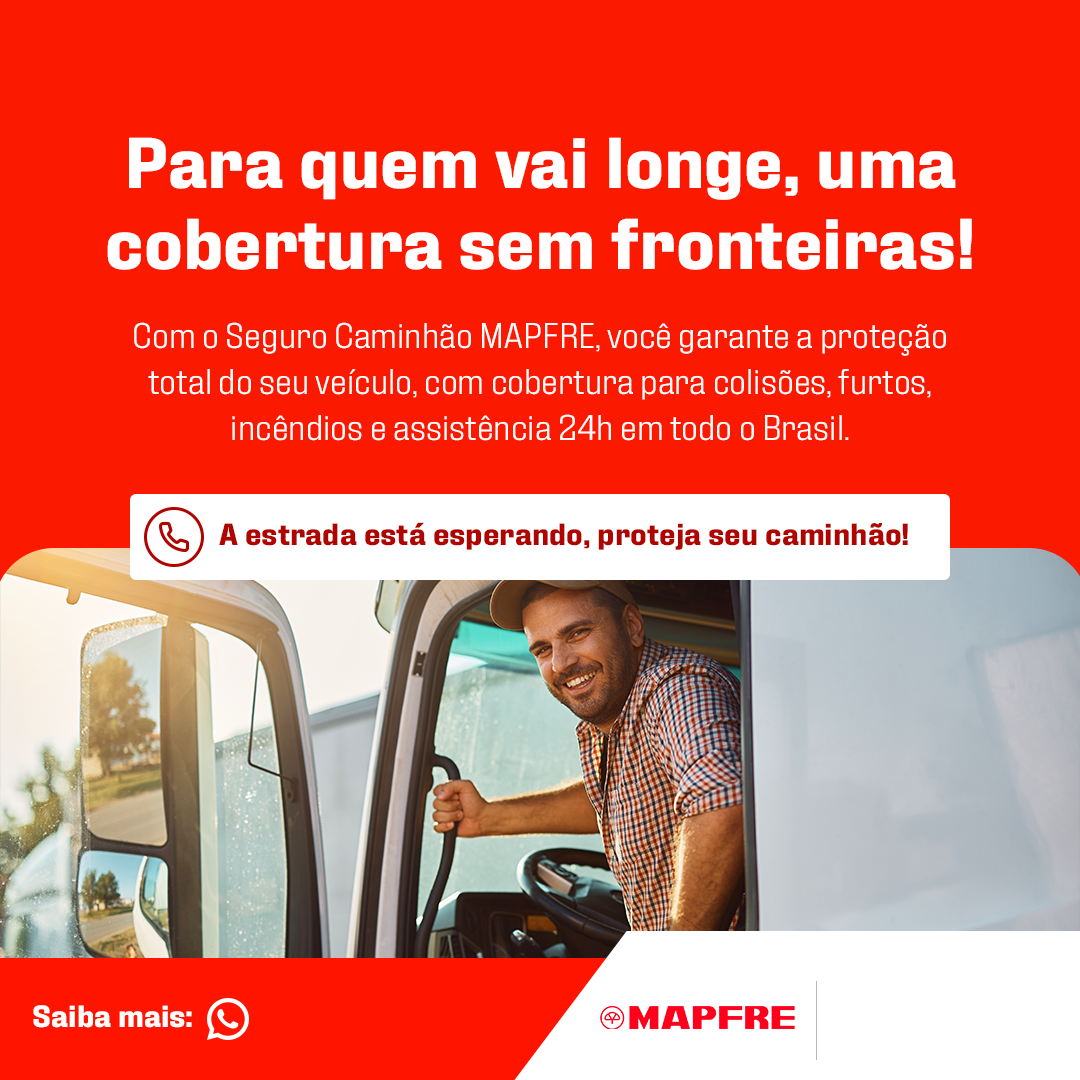 Para quem vai longe, uma
cobertura sem fronteiras!
Com o Seguro Caminhão MAPFRE, você garante a proteção
total do seu veículo, com cobertura para colisões, furtos,
incêndios e assistência 24h em todo o Brasil.
A estrada está esperando, proteja seu caminhão!
Saiba mais:
MAPFRE